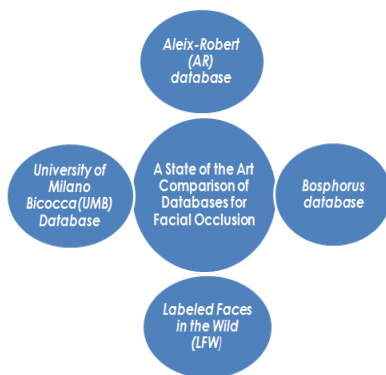 Aleix-Robert
(AR)
database
University of
Milano
Bicocca(UMB)
Database
A State of the Art
Comparison of
Databases for
Facial Occlusion
Bosphorus
database
Labeled Faces
in the Wild
(LFW)